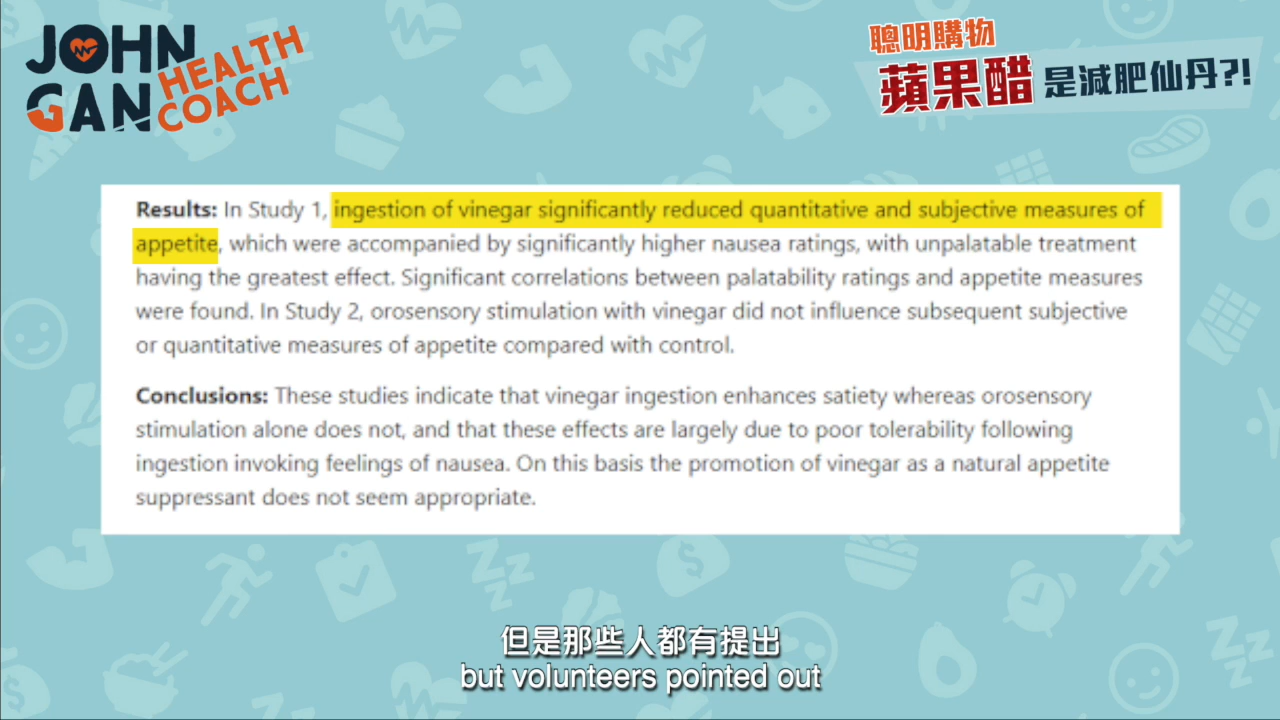 JOHN
GAN
HEALTH
COACH
聰明購物
蘋果醋 是減肥仙丹?!
Results: In Study 1, ingestion of vinegar significantly reduced quantitative and subjective measures of
appetite, which were accompanied by significantly higher nausea ratings, with unpalatable treatment
having the greatest effect. Significant correlations between palatability ratings and appetite measures
were found. In Study 2, orosensory stimulation with vinegar did not influence subsequent subjective
or quantitative measures of appetite compared with control.
Conclusions: These studies indicate that vinegar ingestion enhances satiety whereas orosensory
stimulation alone does not, and that these effects are largely due to poor tolerability following
ingestion invoking feelings of nausea. On this basis the promotion of vinegar as a natural appetite
suppressant does not seem appropriate.
但是那些人都有提出
but volunteers pointed out